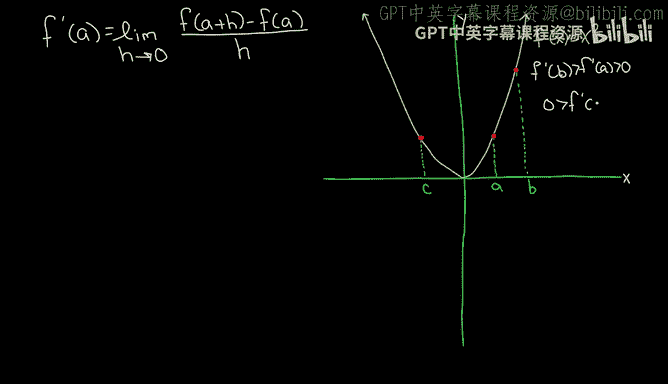 GPT中英字幕课程资源@bilibili.com
GPT中英字幕课程资源 bilibili
f'(a)=lim h→0 f(a+h)-f(a) / h
f'(b)>f'(a)>0
0>f'(c
x
c a b